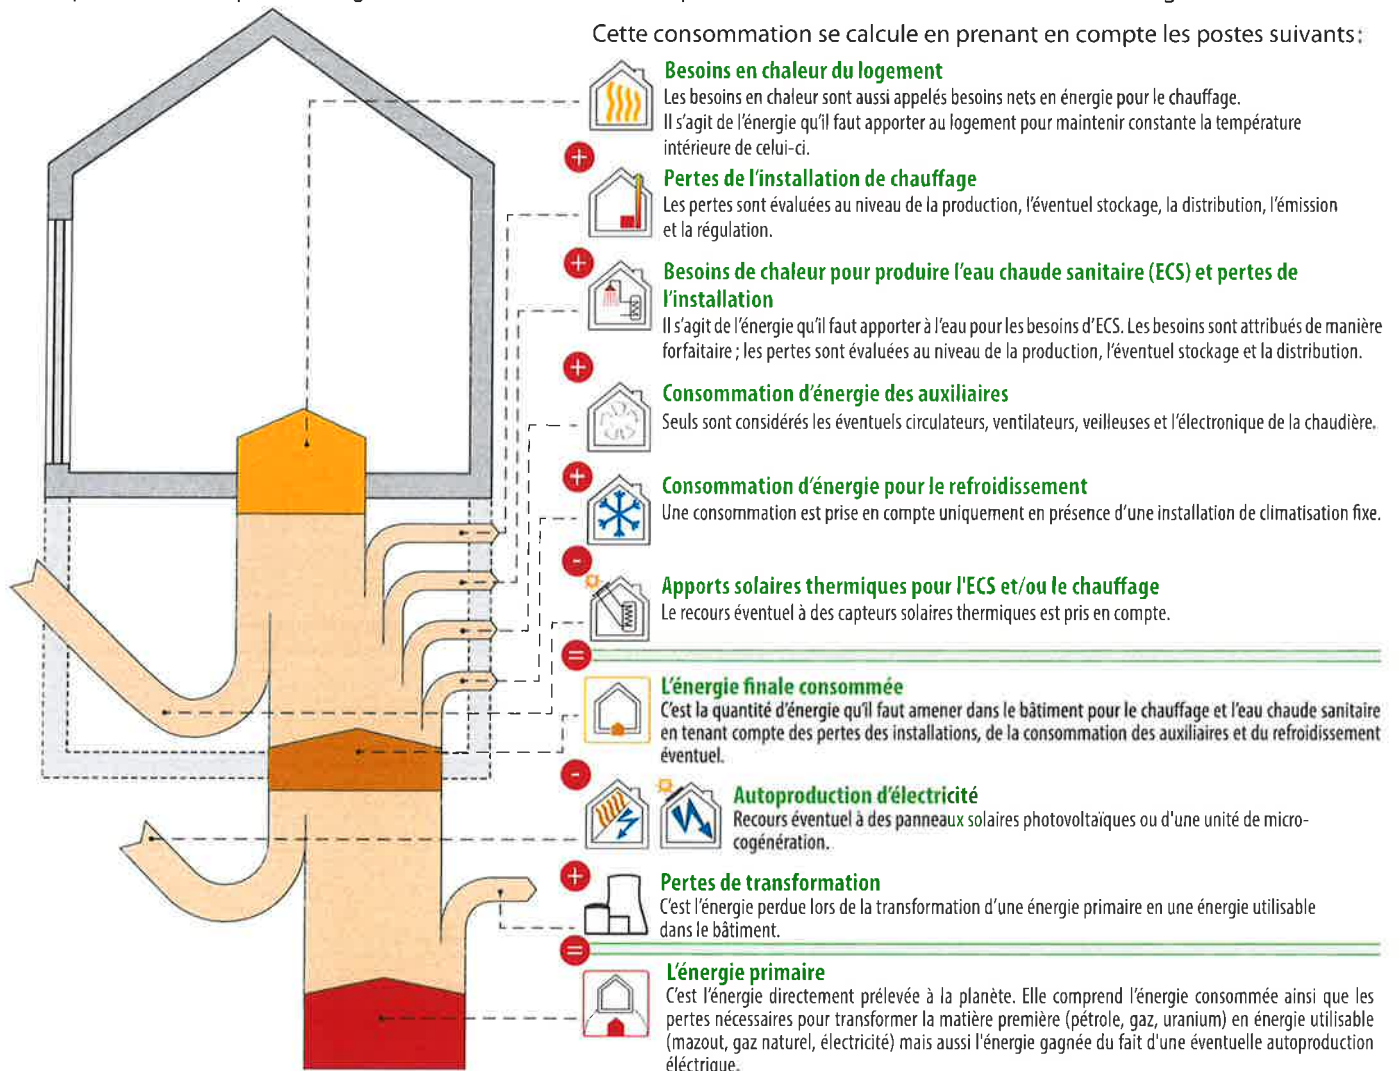 Cette consommation se calcule en prenant en compte les postes suivants :
Besoins en chaleur du logement
Les besoins en chaleur sont aussi appelés besoins nets en énergie pour le chauffage.
Il s'agit de l'énergie qu'il faut apporter au logement pour maintenir constante la température
intérieure de celui-ci.
+
Pertes de l'installation de chauffage
Les pertes sont évaluées au niveau de la production, l'éventuel stockage, la distribution, l'émission
et la régulation.
+
Besoins de chaleur pour produire l'eau chaude sanitaire (ECS) et pertes de
l'installation
Il s'agit de l'énergie qu'il faut apporter à l'eau pour les besoins d'ECS. Les besoins sont attribués de manière
forfaitaire ; les pertes sont évaluées au niveau de la production, l'éventuel stockage et la distribution.
+
Consommation d'énergie des auxiliaires
Seuls sont considérés les éventuels circulateurs, ventilateurs, veilleuses et l'électronique de la chaudière.
+
Consommation d'énergie pour le refroidissement
Une consommation est prise en compte uniquement en présence d'une installation de climatisation fixe.
-
Apports solaires thermiques pour l'ECS et/ou le chauffage
Le recours éventuel à des capteurs solaires thermiques est pris en compte.
=
L'énergie finale consommée
C'est la quantité d'énergie qu'il faut amener dans le bâtiment pour le chauffage et l'eau chaude sanitaire
en tenant compte des pertes des installations, de la consommation des auxiliaires et du refroidissement
éventuel.
-
Autoproduction d'électricité
Recours éventuel à des panneaux solaires photovoltaïques ou d'une unité de micro-
cogénération.
+
Pertes de transformation
C'est l'énergie perdue lors de la transformation d'une énergie primaire en une énergie utilisable
dans le bâtiment.
=
L'énergie primaire
C'est l'énergie directement prélevée à la planète. Elle comprend l'énergie consommée ainsi que les
pertes nécessaires pour transformer la matière première (pétrole, gaz, uranium) en énergie utilisable
(mazout, gaz naturel, électricité) mais aussi l'énergie gagnée du fait d'une éventuelle autoproduction
éléctrique.